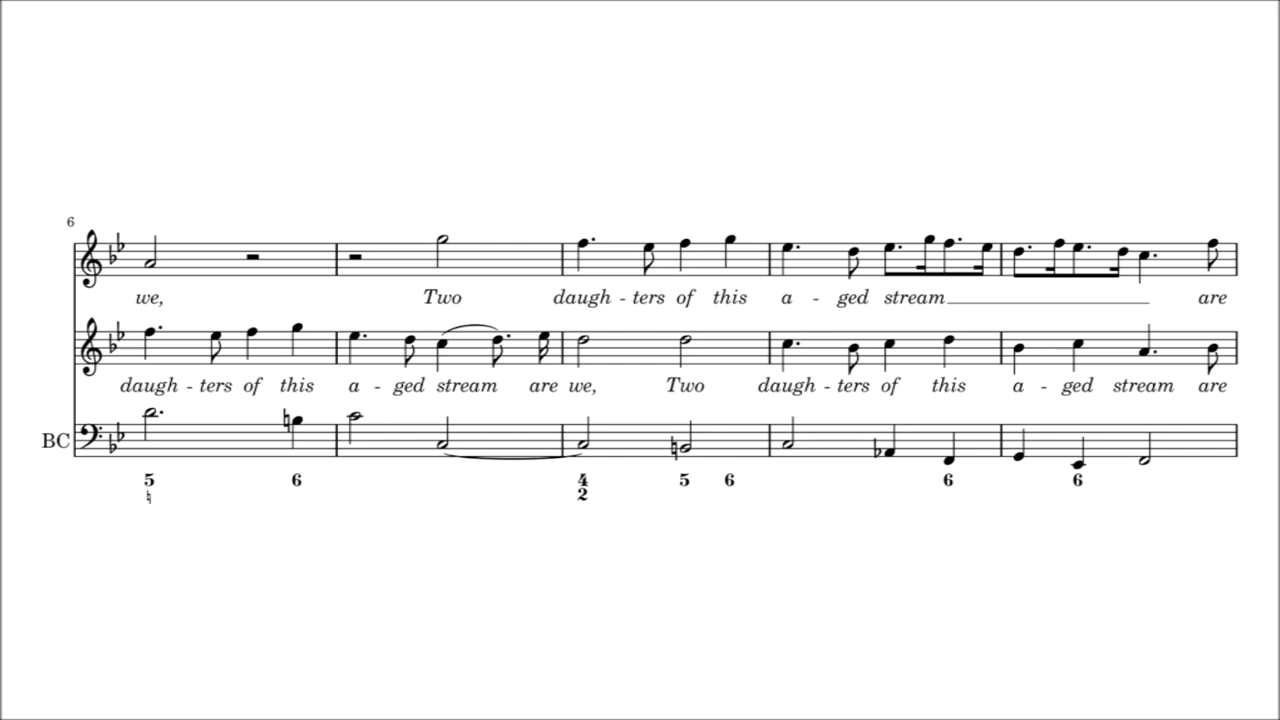 6
we, Two daugh - ters of this a - ged stream are
daugh - ters of this a - ged stream are we, Two daugh - ters of this a - ged stream are
BC
5 6 4 5 6 6 6
♮ 2